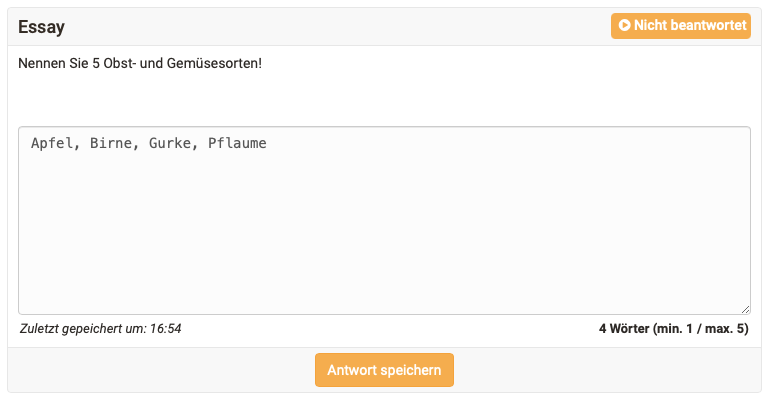 Essay
Nicht beantwortet
Nennen Sie 5 Obst- und Gemüsesorten!
Apfel, Birne, Gurke, Pflaume
Zuletzt gepeichert um: 16:54
4 Wörter (min. 1 / max. 5)
Antwort speichern